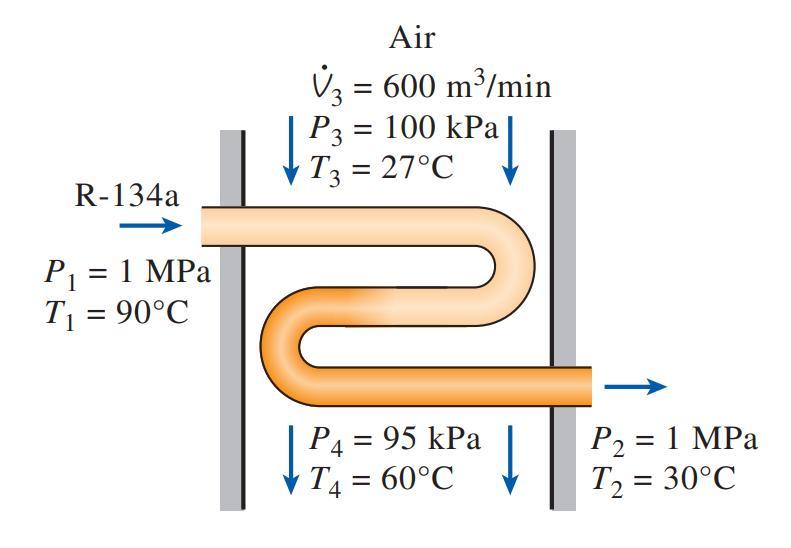 Air
V̇₃ = 600 m³/min
P₃ = 100 kPa
T₃ = 27°C
R-134a
P₁ = 1 MPa
T₁ = 90°C
P₄ = 95 kPa
T₄ = 60°C
P₂ = 1 MPa
T₂ = 30°C